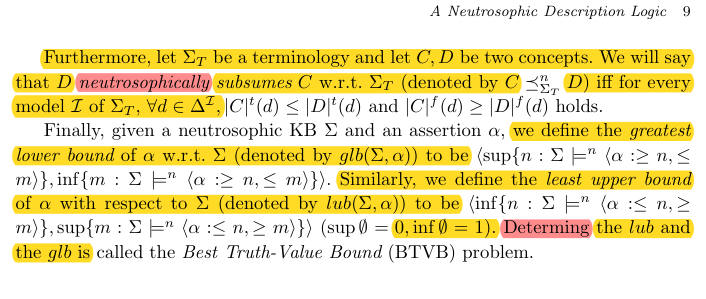 A Neutrosophic Description Logic 9
Furthermore, let Σ_T be a terminology and let C, D be two concepts. We will say
that D neutrosophically subsumes C w.r.t. Σ_T (denoted by C ⪯ⁿ_{Σ_T} D) iff for every
model 𝓘 of Σ_T, ∀d ∈ Δ^𝓘, |C|ᵗ(d) ≤ |D|ᵗ(d) and |C|ᶠ(d) ≥ |D|ᶠ(d) holds.
Finally, given a neutrosophic KB Σ and an assertion α, we define the greatest
lower bound of α w.r.t. Σ (denoted by glb(Σ, α)) to be ⟨sup{n : Σ ⊨ⁿ ⟨α :≥ n, ≤
m⟩}, inf{m : Σ ⊨ⁿ ⟨α :≥ n, ≤ m⟩}⟩. Similarly, we define the least upper bound
of α with respect to Σ (denoted by lub(Σ, α)) to be ⟨inf{n : Σ ⊨ⁿ ⟨α :≤ n, ≥
m⟩}, sup{m : Σ ⊨ⁿ ⟨α :≤ n, ≥ m⟩}⟩ (sup ∅ = 0, inf ∅ = 1). Determing the lub and
the glb is called the Best Truth-Value Bound (BTVB) problem.